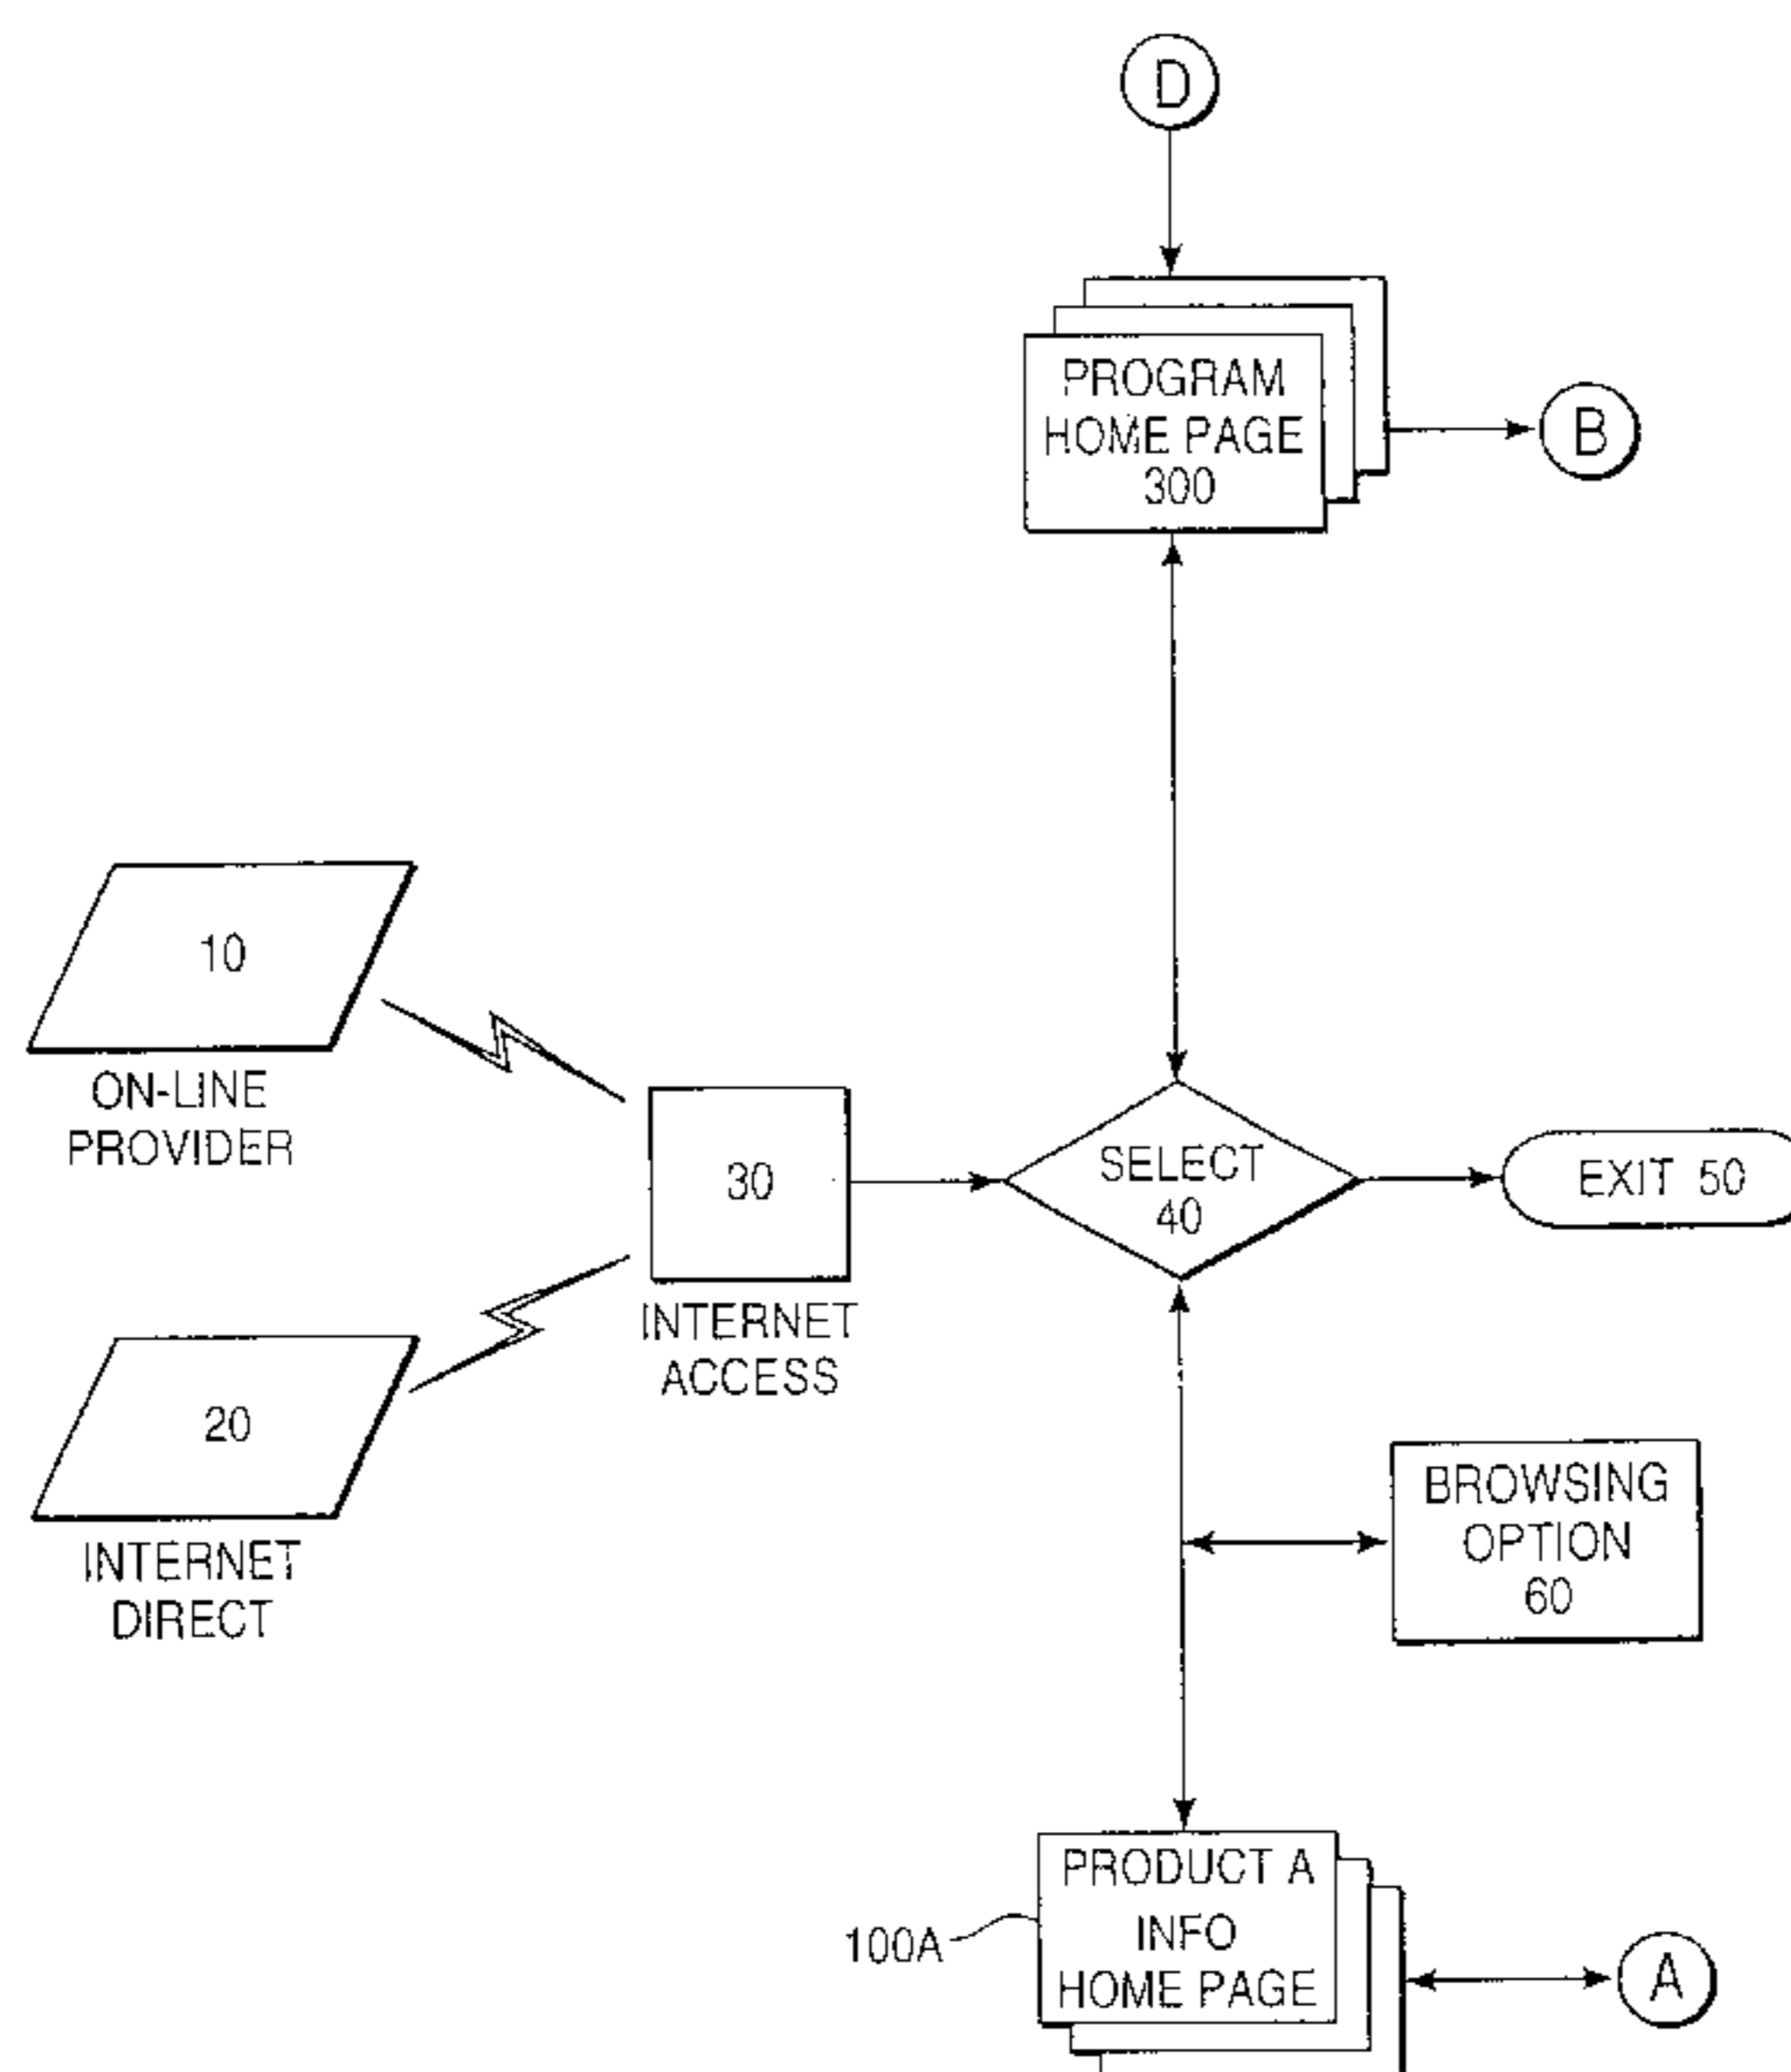 D
PROGRAM
HOME PAGE
300
B
10
ON-LINE
PROVIDER
30
INTERNET
ACCESS
SELECT
40
EXIT 50
20
INTERNET
DIRECT
BROWSING
OPTION
60
PRODUCT A
INFO
HOME PAGE
100A
A